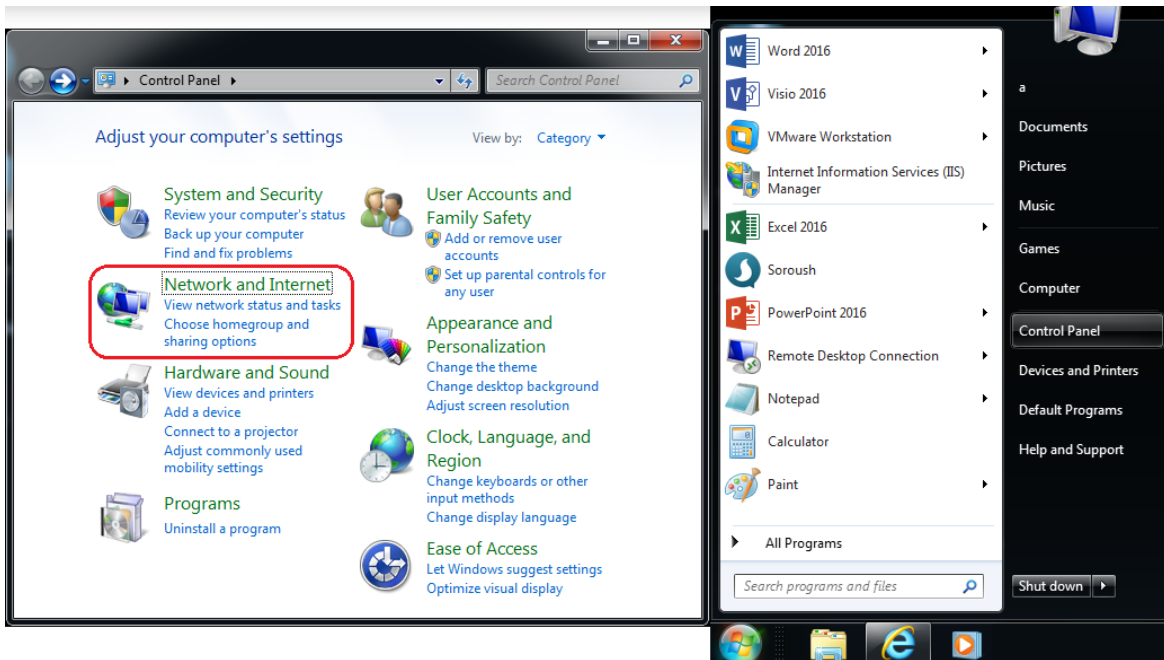 Control Panel
Search Control Panel
Adjust your computer's settings
View by: Category
System and Security
Review your computer's status
Back up your computer
Find and fix problems
Network and Internet
View network status and tasks
Choose homegroup and
sharing options
Hardware and Sound
View devices and printers
Add a device
Connect to a projector
Adjust commonly used
mobility settings
Programs
Uninstall a program
User Accounts and
Family Safety
Add or remove user
accounts
Set up parental controls for
any user
Appearance and
Personalization
Change the theme
Change desktop background
Adjust screen resolution
Clock, Language, and
Region
Change keyboards or other
input methods
Change display language
Ease of Access
Let Windows suggest settings
Optimize visual display
Word 2016
Visio 2016
VMware Workstation
Internet Information Services (IIS)
Manager
Excel 2016
Soroush
PowerPoint 2016
Remote Desktop Connection
Notepad
Calculator
Paint
All Programs
Search programs and files
a
Documents
Pictures
Music
Games
Computer
Control Panel
Devices and Printers
Default Programs
Help and Support
Shut down